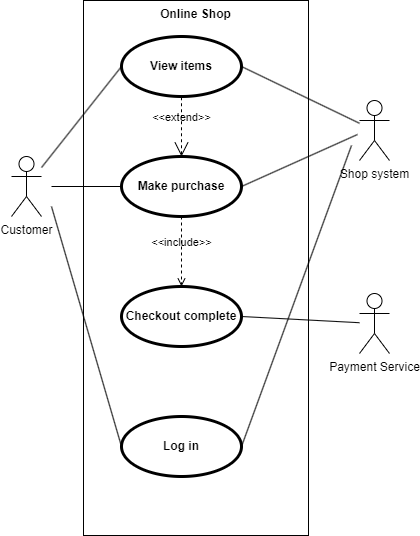 Online Shop
View items
<<extend>>
Make purchase
Customer
Shop system
<<include>>
Checkout complete
Payment Service
Log in